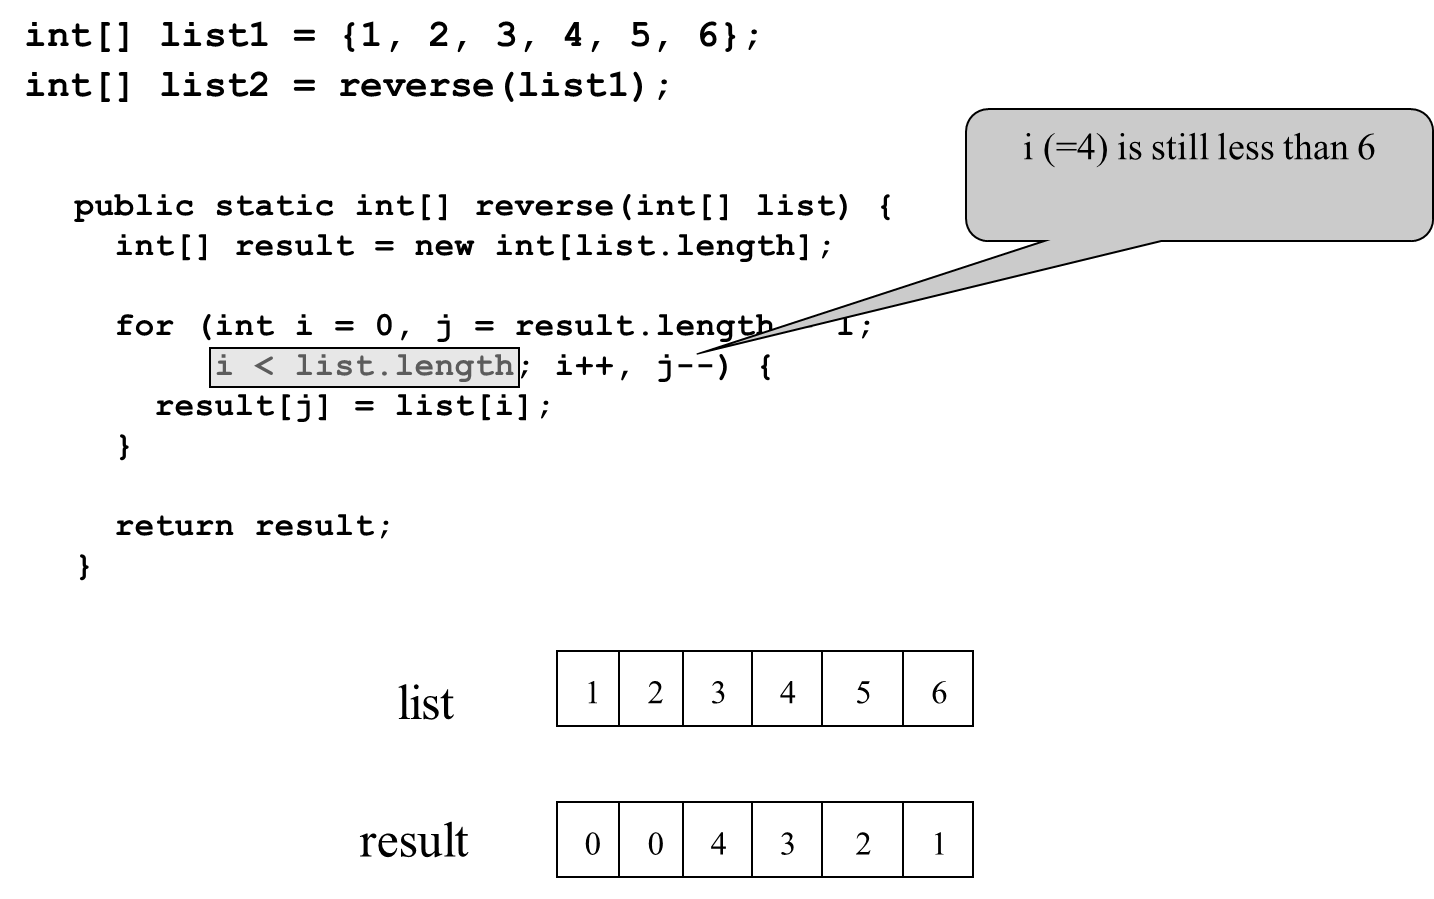 int[] list1 = {1, 2, 3, 4, 5, 6};
int[] list2 = reverse(list1);
i (=4) is still less than 6
public static int[] reverse(int[] list) {
int[] result = new int[list.length];
for (int i = 0, j = result.length 1;
i < list.length; i++, j--) {
result[j] = list[i];
}
return result;
}
list 1 2 3 4 5 6
result 0 0 4 3 2 1